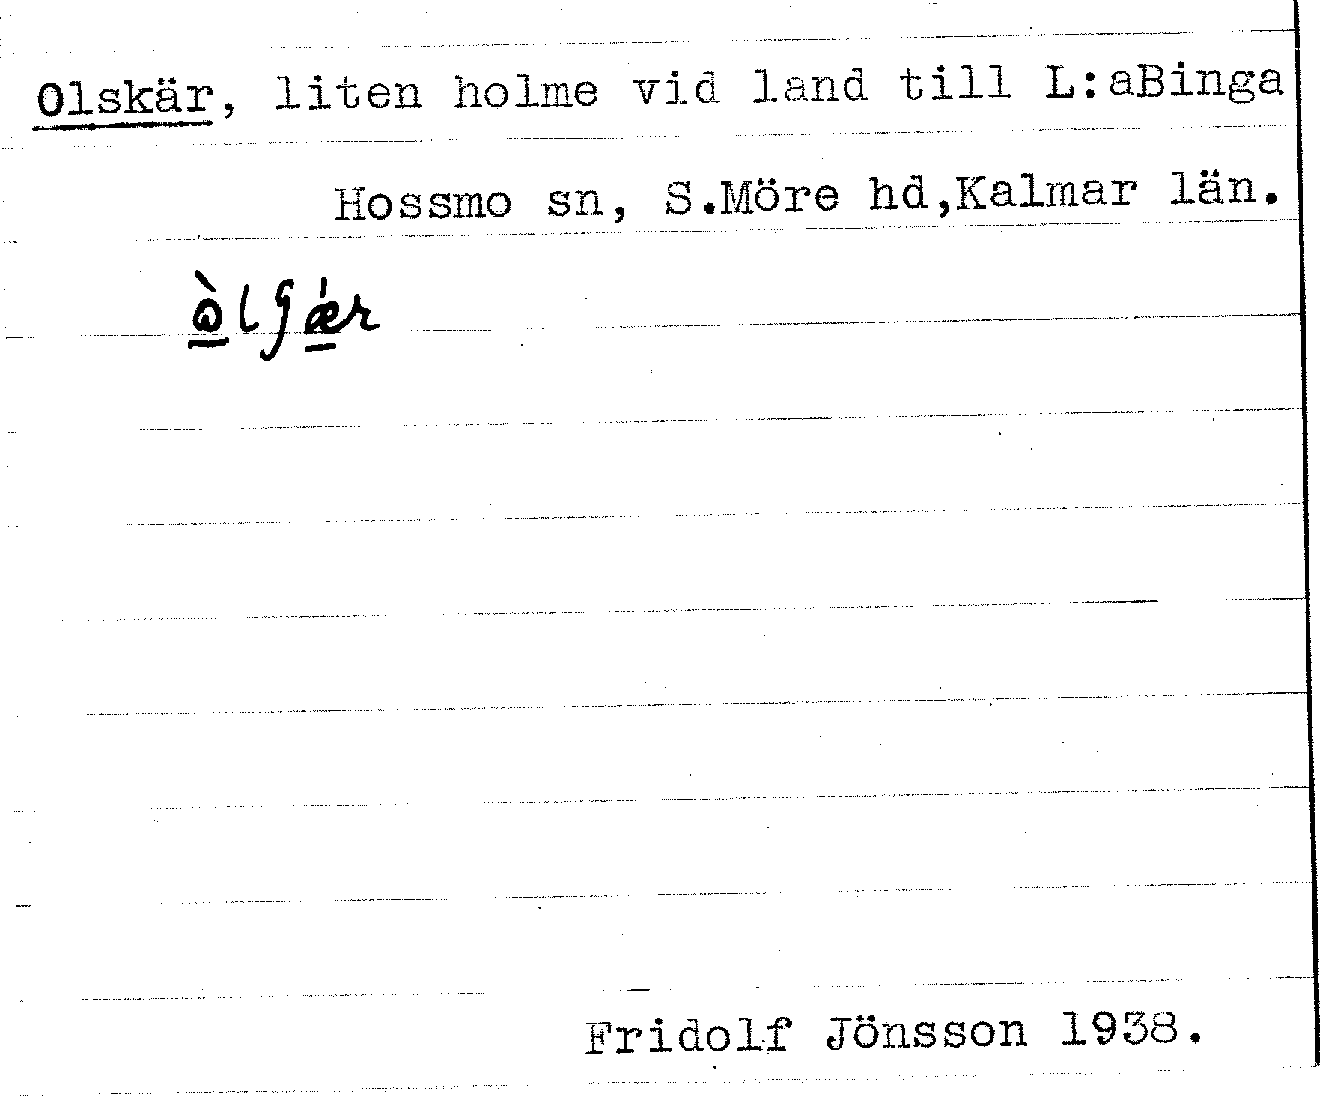 Olskär, liten holme vid land till L:aBinga
Hossmo sn, S.Möre hd,Kalmar län.
Fridolf Jönsson 1938.